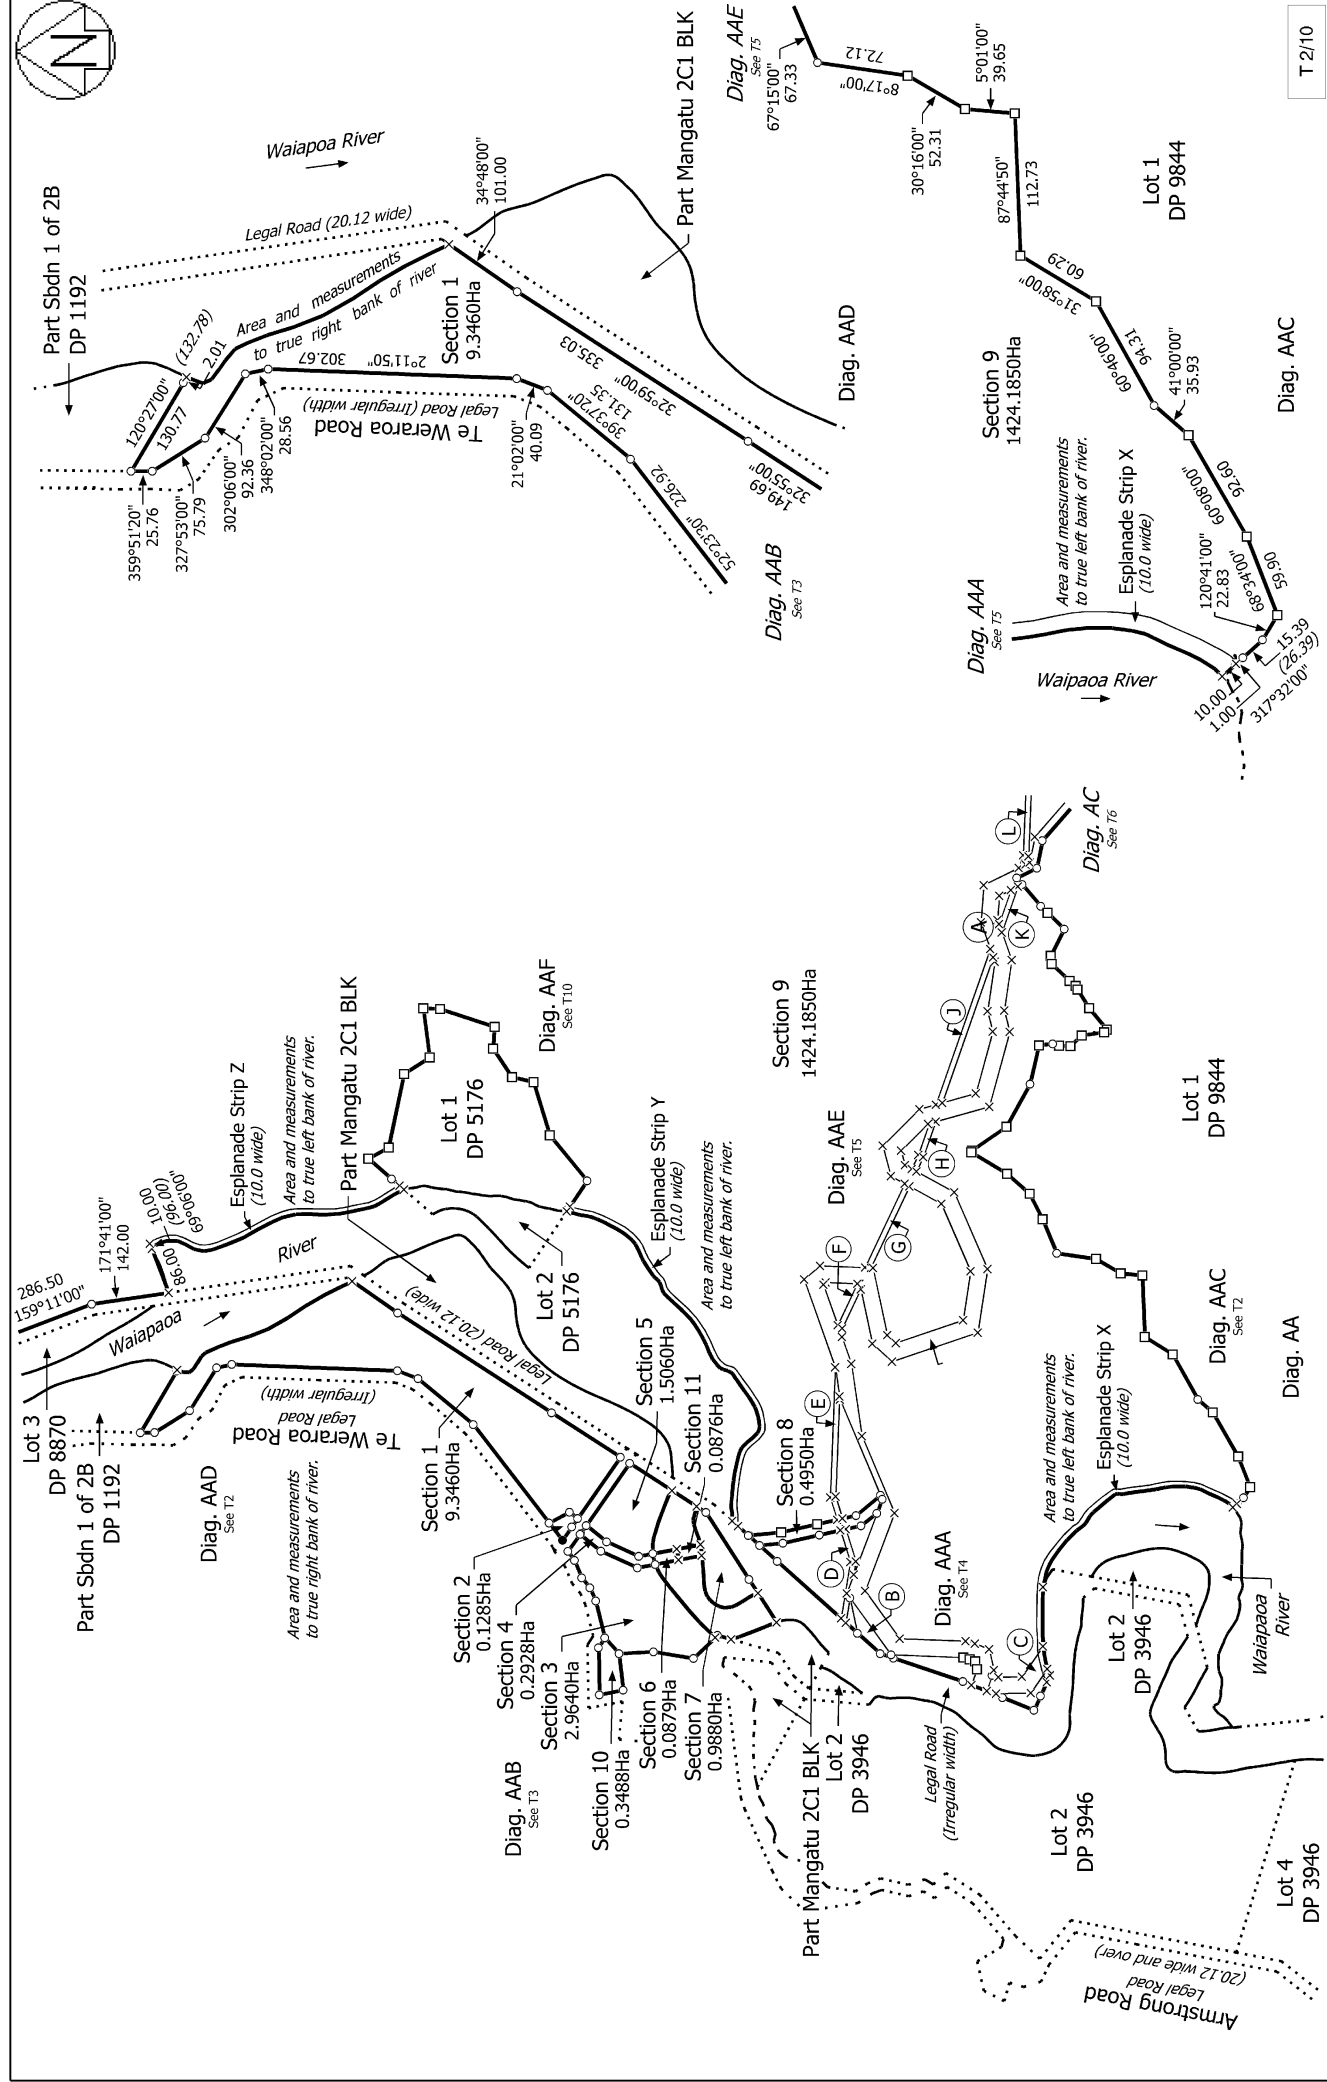 N
T 2/10
Lot 3
DP 8870
Part Sbdn 1 of 2B
DP 1192
Diag. AAD
See T2
Area and measurements
to true right bank of river.
286.50
159°11'00"
171°41'00"
142.00
10.00
(96.00)
69°06'00"
86.00
Waiapaoa
River
Esplanade Strip Z
(10.0 wide)
Area and measurements
to true left bank of river.
Part Mangatu 2C1 BLK
Te Weraroa Road
Legal Road
(Irregular width)
Section 1
9.3460Ha
Legal Road (20.12 wide)
Lot 1
DP 5176
Diag. AAF
See T10
Lot 2
DP 5176
Section 5
1.5060Ha
Section 11
0.0876Ha
Esplanade Strip Y
(10.0 wide)
Area and measurements
to true left bank of river.
Section 2
0.1285Ha
Section 4
0.2928Ha
Section 3
2.9640Ha
Diag. AAB
See T3
Section 10
0.3488Ha
Section 6
0.0879Ha
Section 7
0.9880Ha
Section 8
0.4950Ha
Section 9
1424.1850Ha
Diag. AAE
See T5
Part Mangatu 2C1 BLK
Lot 2
DP 3946
Legal Road
(Irregular width)
Diag. AAA
See T4
A
B
C
D
E
F
G
H
J
K
L
Diag. AC
See T6
Area and measurements
to true left bank of river.
Esplanade Strip X
(10.0 wide)
Diag. AAC
See T2
Lot 1
DP 9844
Lot 2
DP 3946
Waiapaoa
River
Lot 2
DP 3946
Lot 4
DP 3946
Armstrong Road
Legal Road
(20.12 wide and over)
Diag. AA
Part Sbdn 1 of 2B
DP 1192
Waiapoa River
Legal Road (20.12 wide)
120°27'00"
130.77
(132.78)
2.01
359°51'20"
25.76
327°53'00"
75.79
302°06'00"
92.36
348°02'00"
28.56
Area and measurements
to true right bank of river
2°11'50"
302.67
Te Weraroa Road
Legal Road (Irregular width)
Section 1
9.3460Ha
34°48'00"
101.00
21°02'00"
40.09
39°37'20"
131.35
335.03
32°59'00"
52°23'30"
226.92
149.69
32°55'00"
Part Mangatu 2C1 BLK
Diag. AAB
See T3
Diag. AAD
Diag. AAE
See T5
67°15'00"
67.33
8°17'00"
72.12
30°16'00"
52.31
5°01'00"
39.65
87°44'50"
112.73
31°58'00"
60.29
60°46'00"
94.31
41°00'00"
35.93
60°08'00"
92.60
68°34'00"
59.90
120°41'00"
22.83
15.39
(26.39)
317°32'00"
10.00
1.00
Section 9
1424.1850Ha
Lot 1
DP 9844
Diag. AAA
See T5
Area and measurements
to true left bank of river.
Esplanade Strip X
(10.0 wide)
Waipaoa River
Diag. AAC